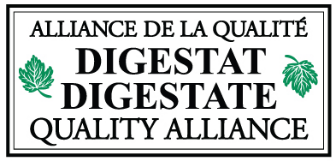 ALLIANCE DE LA QUALITÉ
DIGESTAT
DIGESTATE
QUALITY ALLIANCE